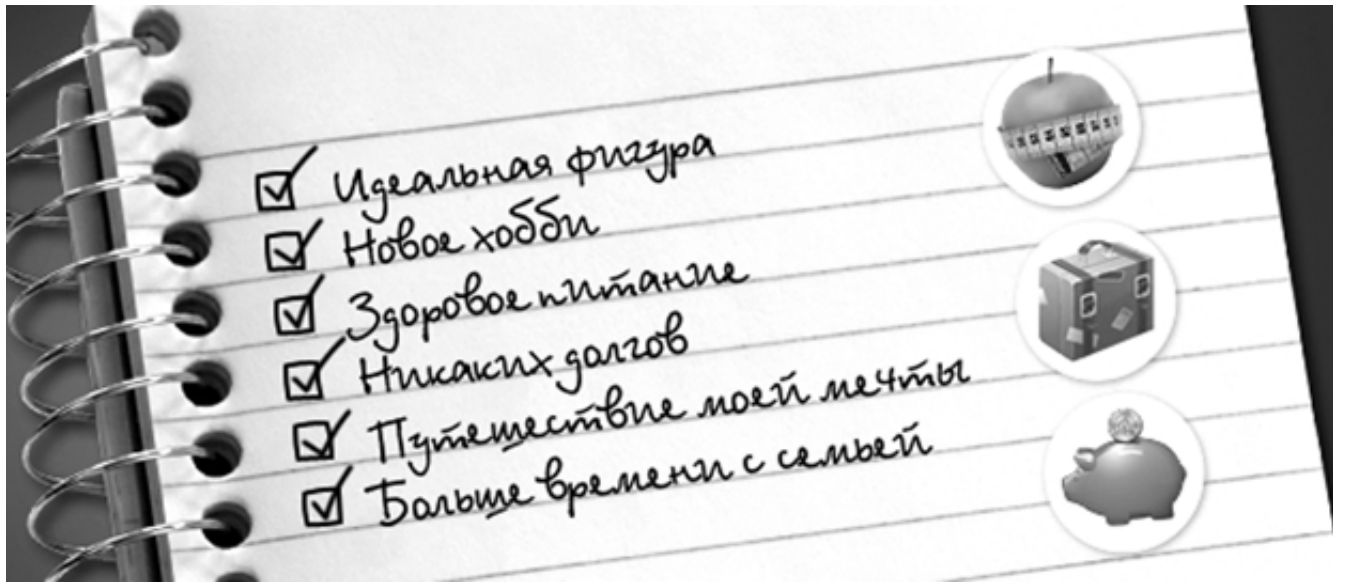 Идеальная фигура
Новое хобби
Здоровое питание
Никаких долгов
Путешествие моей мечты
Больше времени с семьей